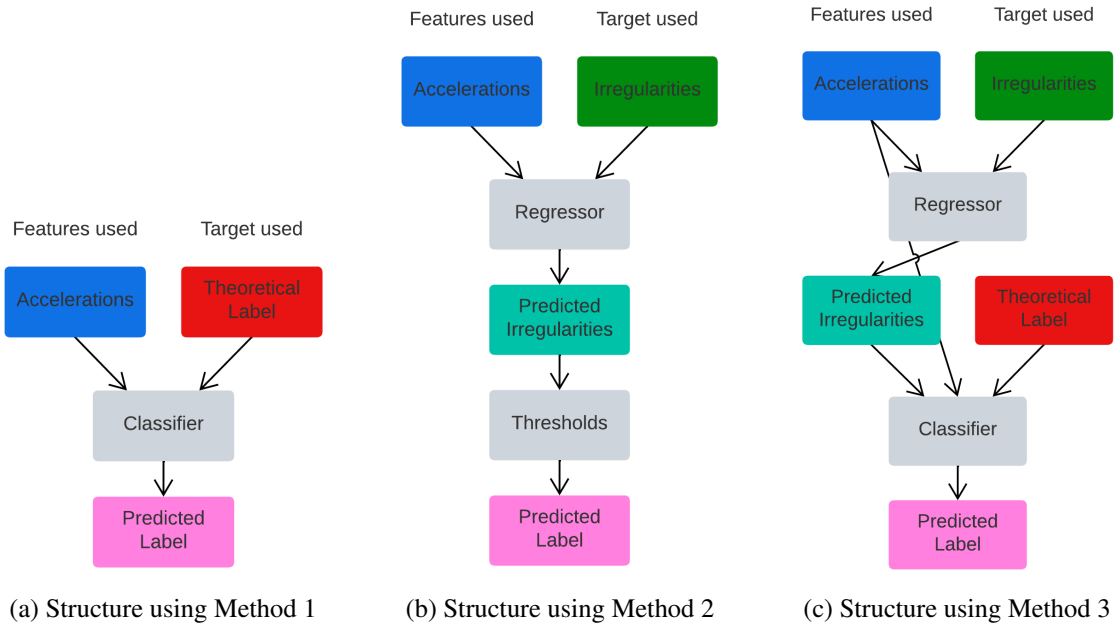 Features used
Target used
Accelerations
Theoretical
Label
Classifier
Predicted
Label
(a) Structure using Method 1
Features used
Target used
Accelerations
Irregularities
Regressor
Predicted
Irregularities
Thresholds
Predicted
Label
(b) Structure using Method 2
Features used
Target used
Accelerations
Irregularities
Regressor
Predicted
Irregularities
Theoretical
Label
Classifier
Predicted
Label
(c) Structure using Method 3